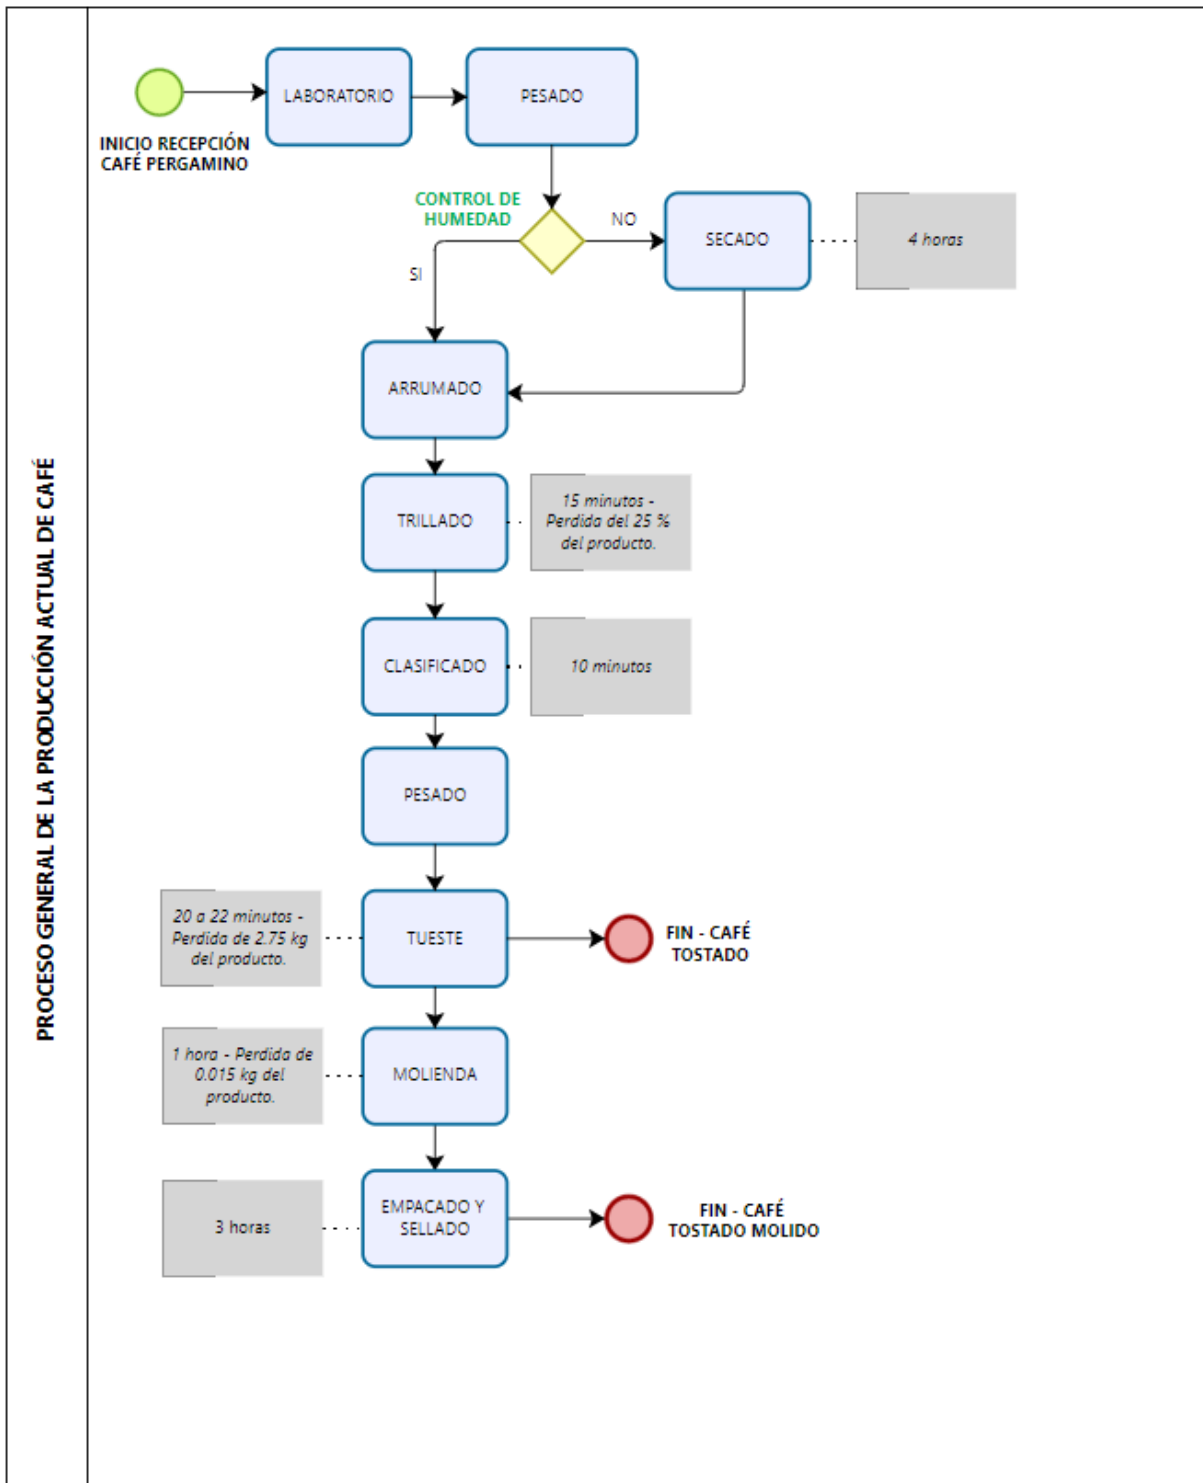 PROCESO GENERAL DE LA PRODUCCIÓN ACTUAL DE CAFÉ
INICIO RECEPCIÓN
CAFÉ PERGAMINO
LABORATORIO
PESADO
CONTROL DE
HUMEDAD
NO
SECADO
4 horas
SI
ARRUMADO
TRILLADO
15 minutos -
Perdida del 25 %
del producto.
CLASIFICADO
10 minutos
PESADO
20 a 22 minutos -
Perdida de 2.75 kg
del producto.
TUESTE
FIN - CAFÉ
TOSTADO
1 hora - Perdida de
0.015 kg del
producto.
MOLIENDA
3 horas
EMPACADO Y
SELLADO
FIN - CAFÉ
TOSTADO MOLIDO